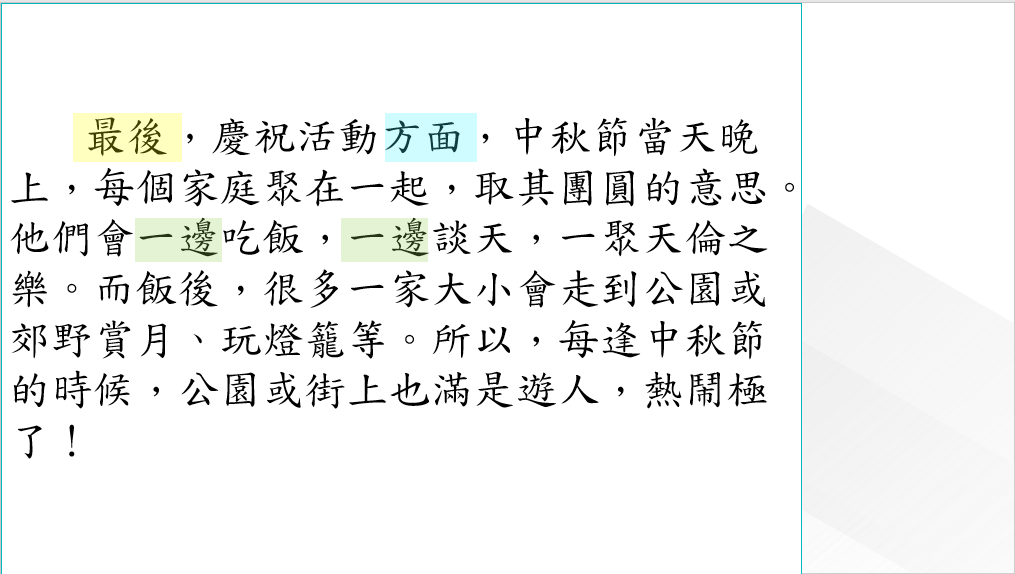 最後，慶祝活動方面，中秋節當天晚
上，每個家庭聚在一起，取其團圓的意思。
他們會一邊吃飯，一邊談天，一聚天倫之
樂。而飯後，很多一家大小會走到公園或
郊野賞月、玩燈籠等。所以，每逢中秋節
的時候，公園或街上也滿是遊人，熱鬧極
了！